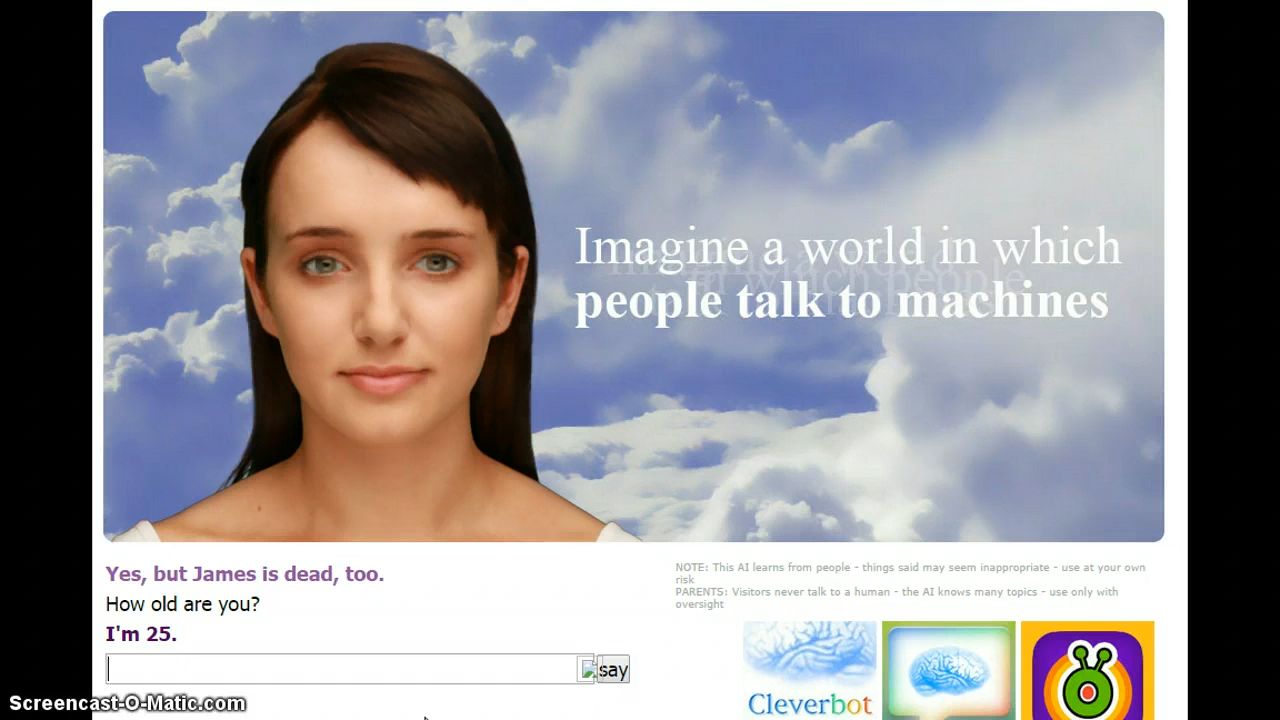 Imagine a world in which
people talk to machines
Yes, but James is dead, too.
How old are you?
I'm 25.
say
NOTE: This AI learns from people - things said may seem inappropriate - use at your own
risk
PARENTS: Visitors never talk to a human - the AI knows many topics - use only with
oversight
Cleverbot
Screencast-O-Matic.com